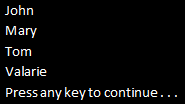 John
Mary
Tom
Valarie
Press any key to continue . . .